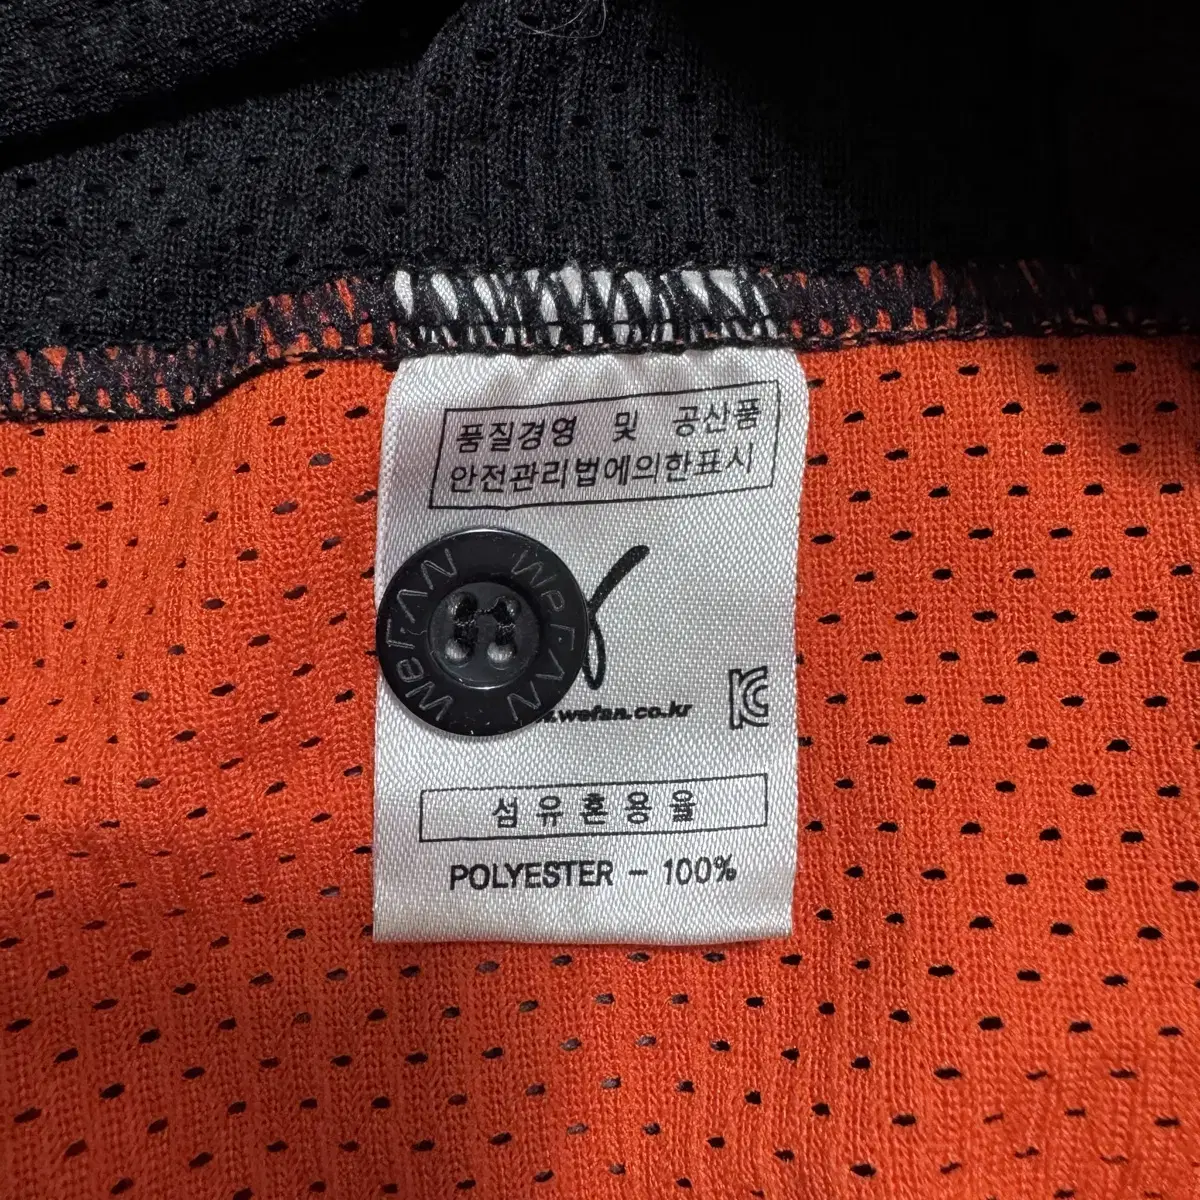 품질경영 및 공산품
안전관리법에의한표시
WeFAN WeFAN
.wefan.co.kr
KC
섬유혼용율
POLYESTER - 100%